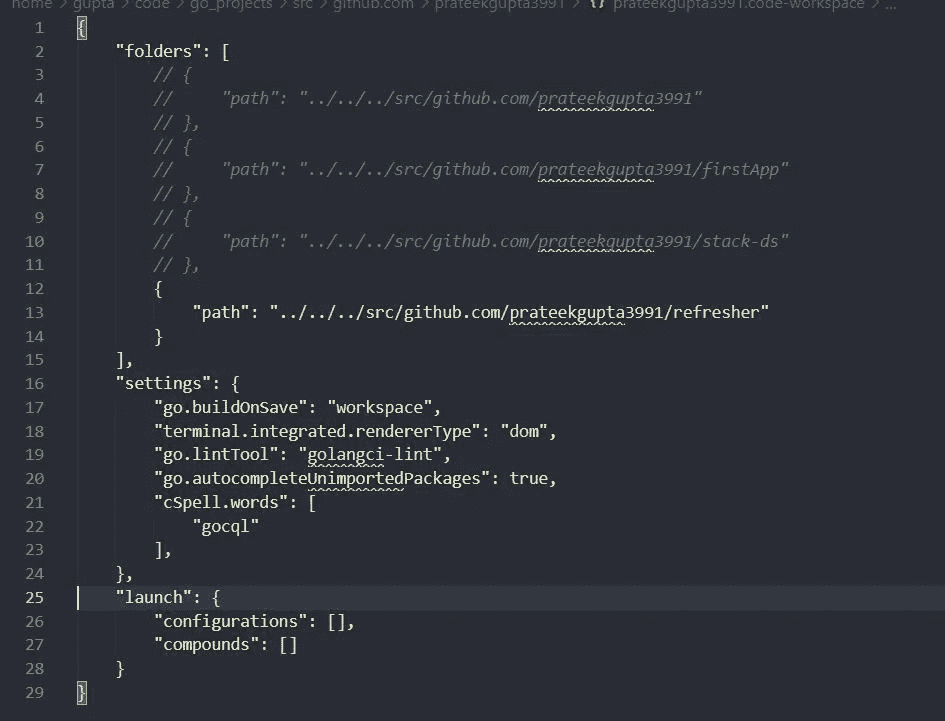 home > gupta > code > go_projects > src > github.com > prateekgupta3991 > {} prateekgupta3991.code-workspace > ...
1 {
2 "folders": [
3 // {
4 // "path": "../../../src/github.com/prateekgupta3991"
5 // },
6 // {
7 // "path": "../../../src/github.com/prateekgupta3991/firstApp"
8 // },
9 // {
10 // "path": "../../../src/github.com/prateekgupta3991/stack-ds"
11 // },
12 {
13 "path": "../../../src/github.com/prateekgupta3991/refresher"
14 }
15 ],
16 "settings": {
17 "go.buildOnSave": "workspace",
18 "terminal.integrated.rendererType": "dom",
19 "go.lintTool": "golangci-lint",
20 "go.autocompleteUnimportedPackages": true,
21 "cSpell.words": [
22 "gocql"
23 ],
24 },
25 "launch": {
26 "configurations": [],
27 "compounds": []
28 }
29 }